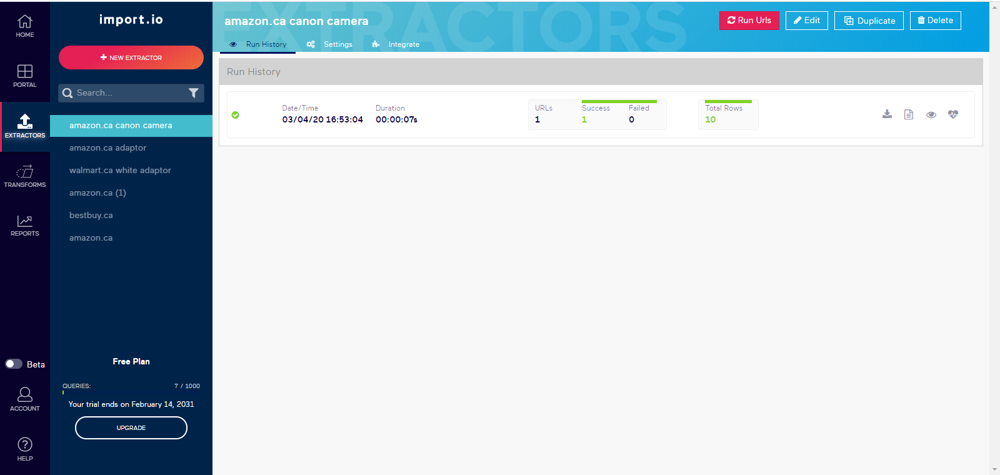 HOME
PORTAL
EXTRACTORS
TRANSFORMS
REPORTS
Beta
ACCOUNT
HELP
import.io
NEW EXTRACTOR
Search...
amazon.ca canon camera
amazon.ca adaptor
walmart.ca white adaptor
amazon.ca (1)
bestbuy.ca
amazon.ca
Free Plan
QUERIES: 7 / 1000
Your trial ends on February 14, 2031
UPGRADE
EXTRACTORS
amazon.ca canon camera
Run Urls Edit Duplicate Delete
Run History Settings Integrate
Run History
Date/Time Duration URLs Success Failed Total Rows
03/04/20 16:53:04 00:00:07s 1 1 0 10